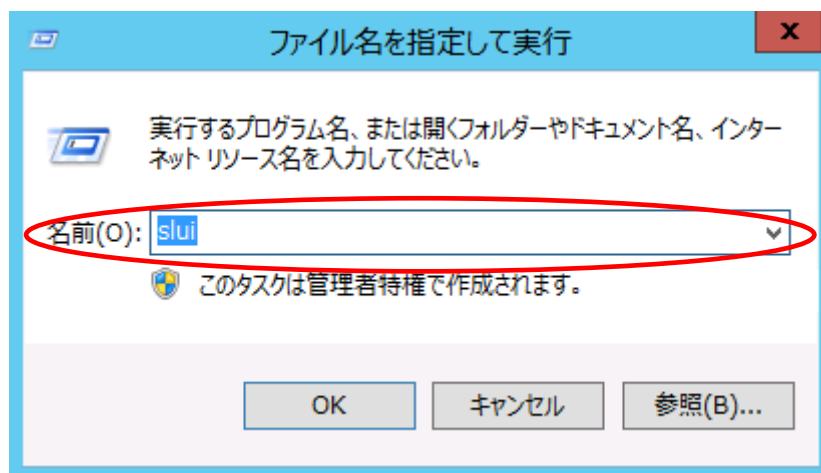 ファイル名を指定して実行
x
実行するプログラム名、または開くフォルダーやドキュメント名、インター
ネット リソース名を入力してください。
名前(O): slui
このタスクは管理者特権で作成されます。
OK キャンセル 参照(B)...